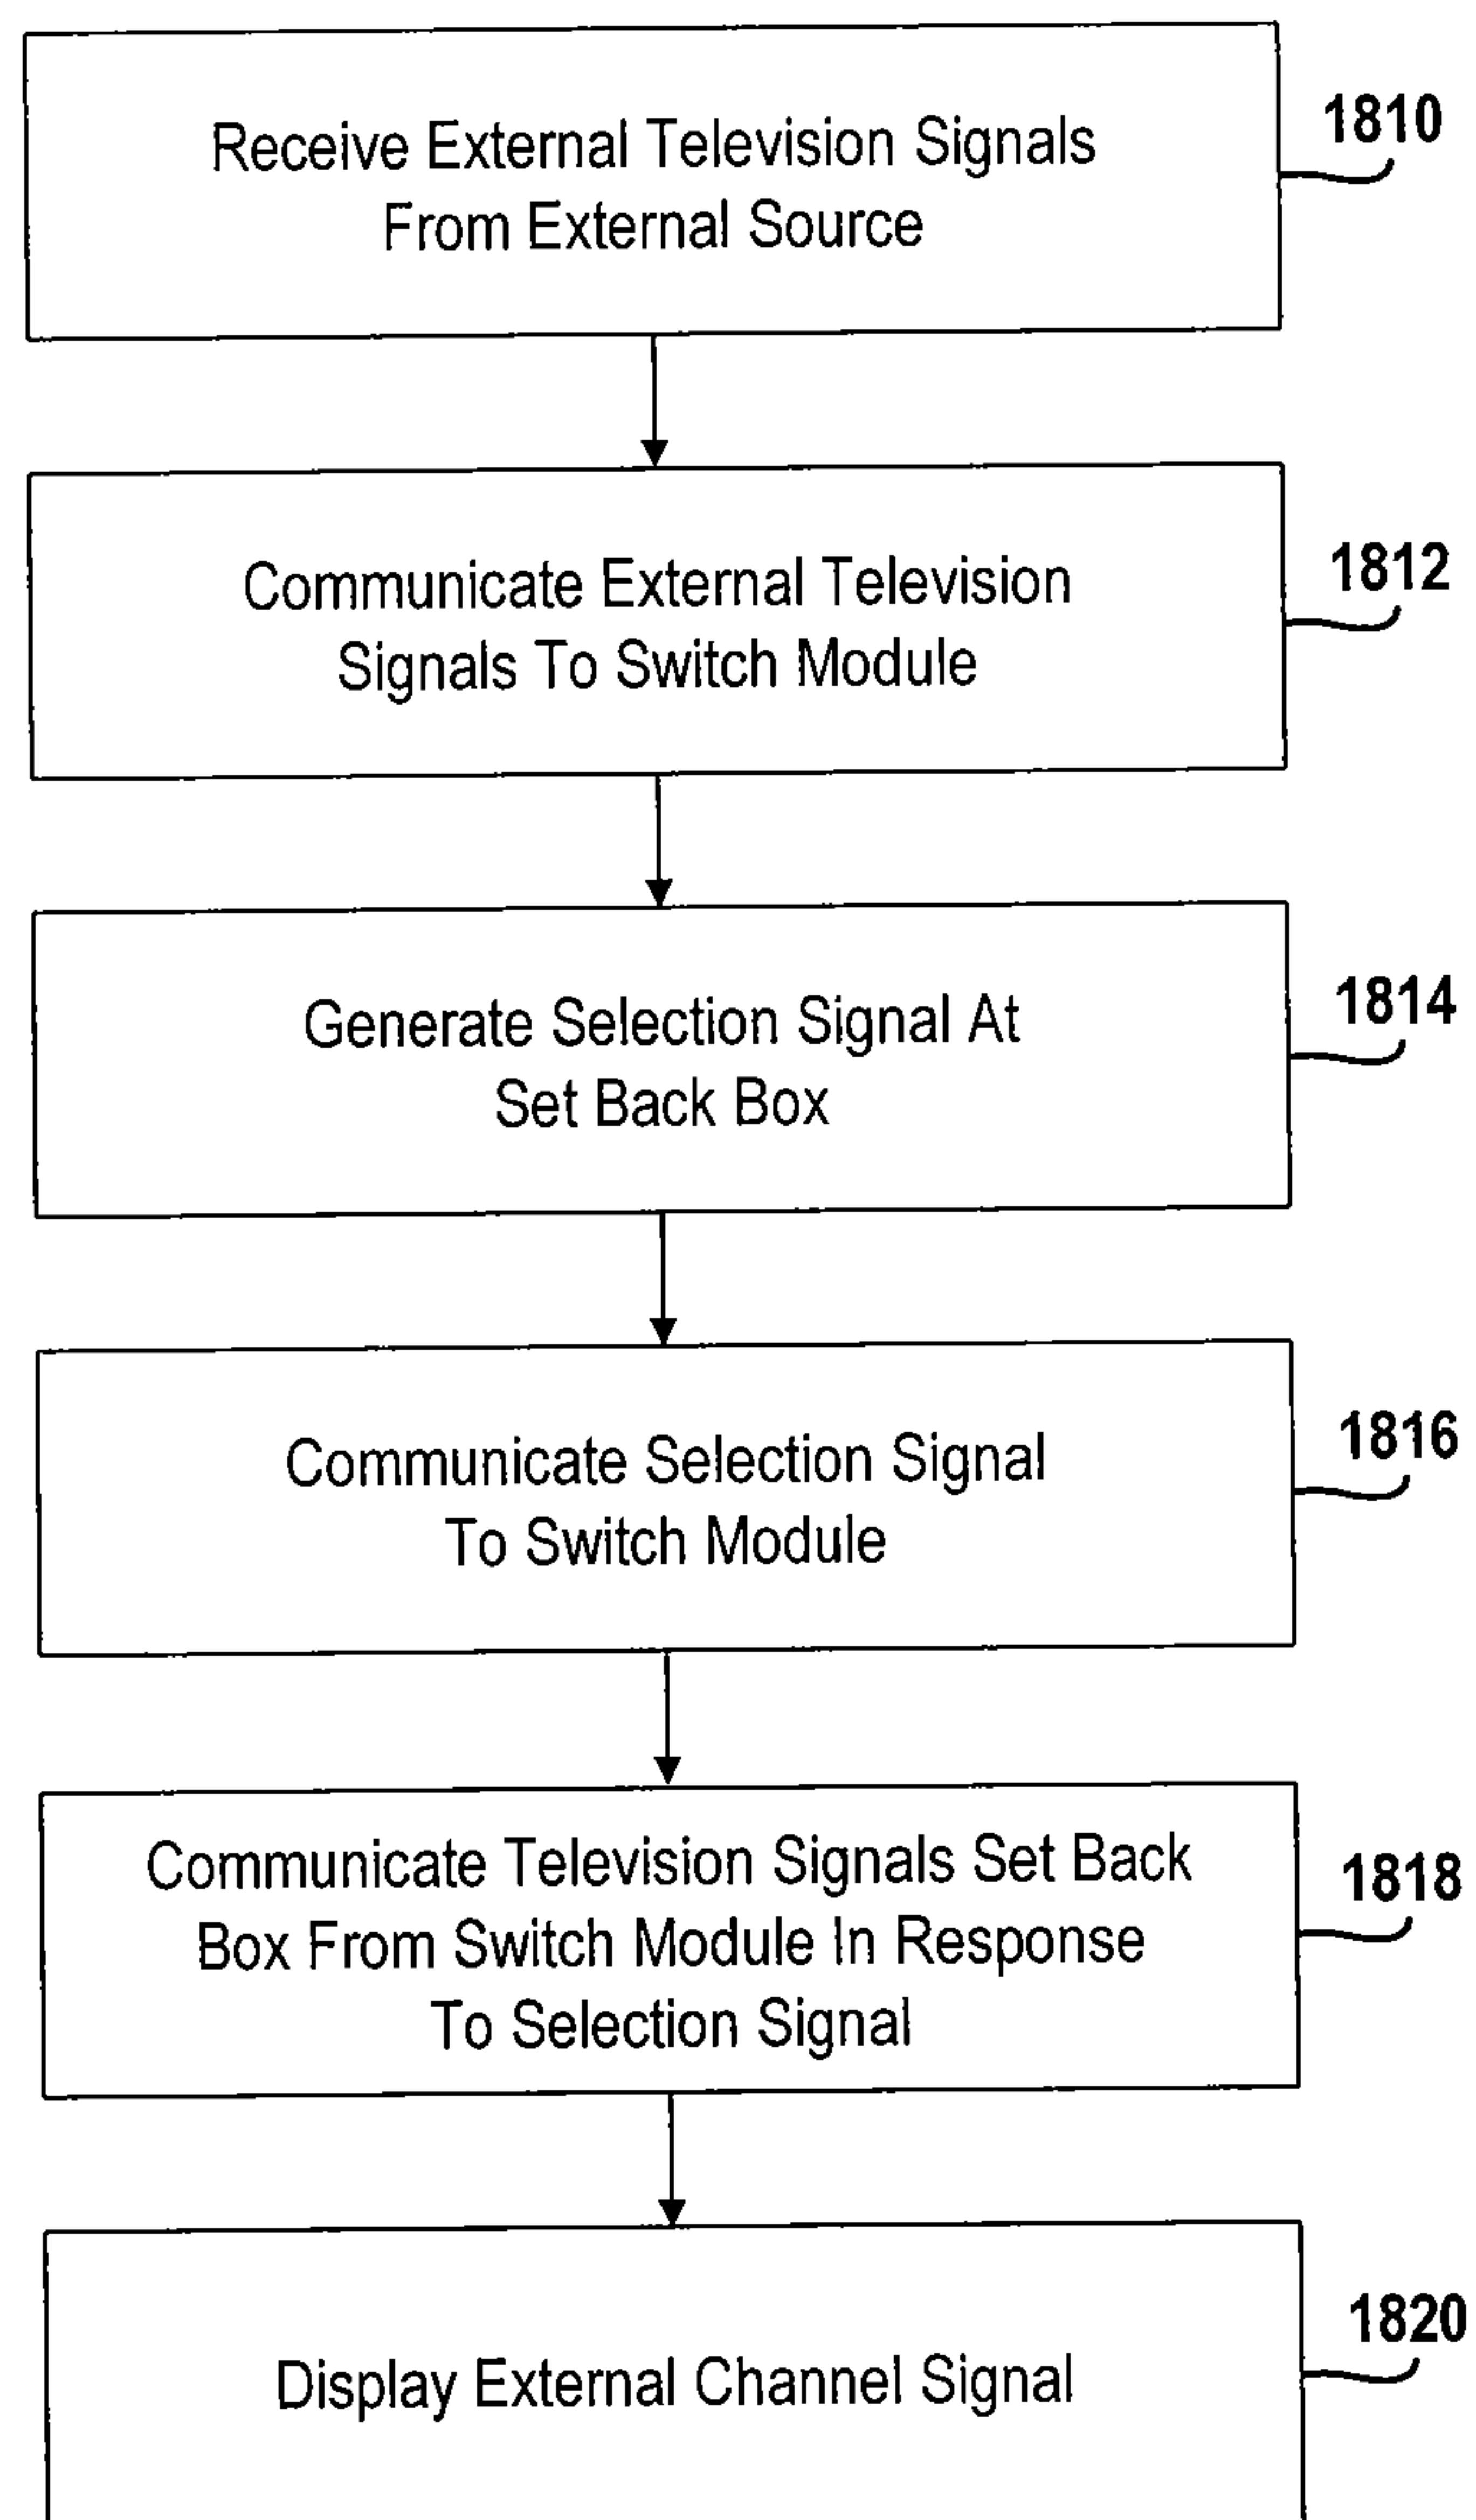 Receive External Television Signals
From External Source
1810
Communicate External Television
Signals To Switch Module
1812
Generate Selection Signal At
Set Back Box
1814
Communicate Selection Signal
To Switch Module
1816
Communicate Television Signals Set Back
Box From Switch Module In Response
To Selection Signal
1818
Display External Channel Signal
1820